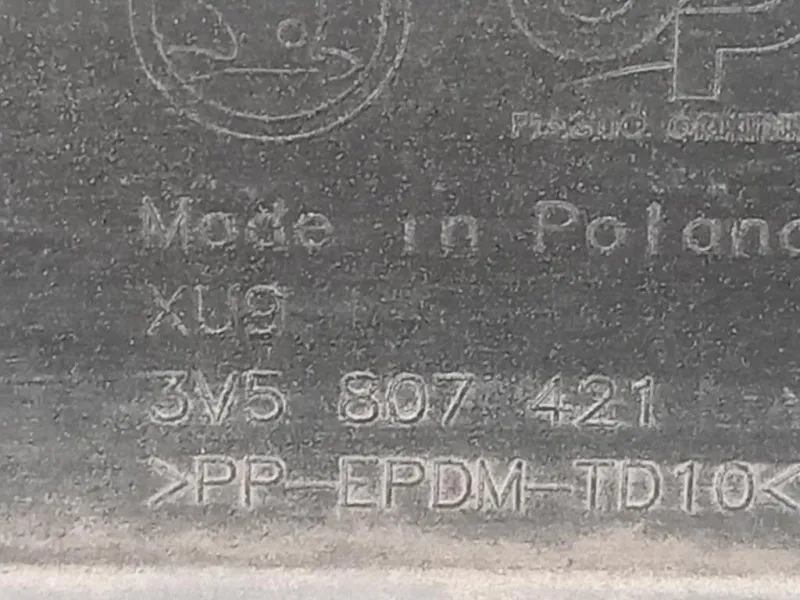 Made in Poland
XU9
3V5 807 421
>PP-EPDM-TD10<